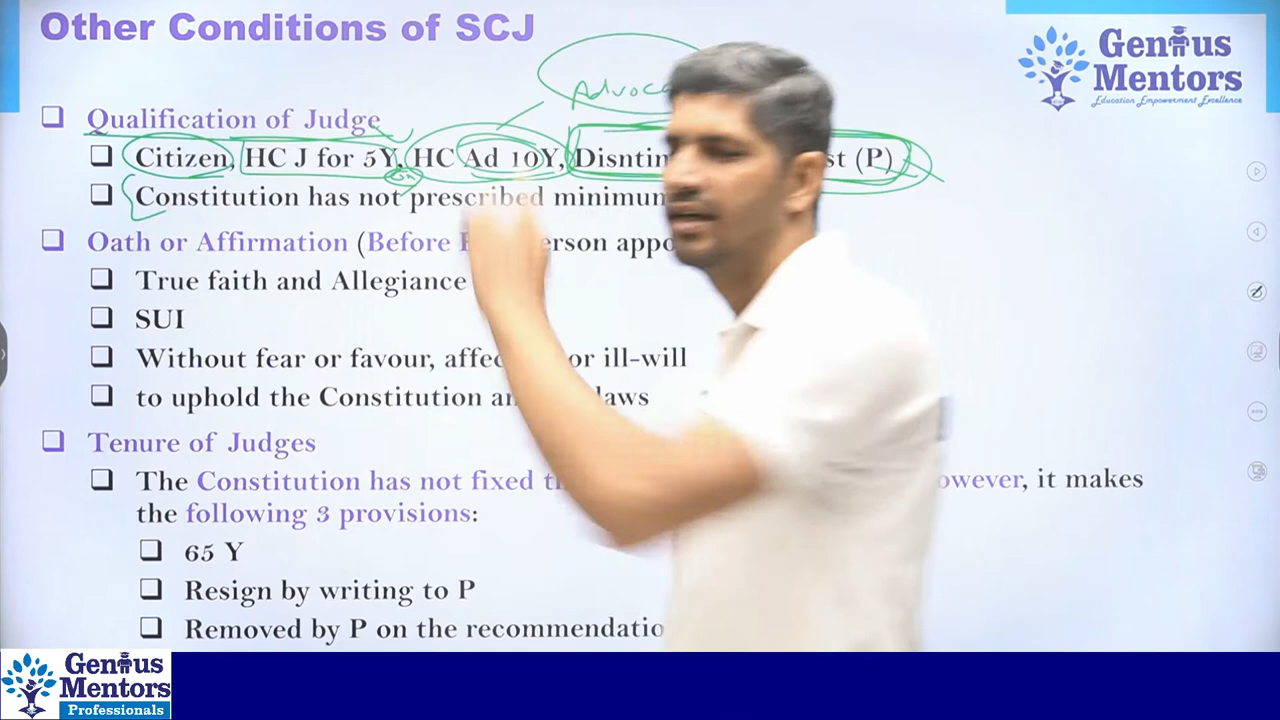 Other Conditions of SCJ
Genius
Mentors
Education Empowerment Excellence
Advoca
❑ Qualification of Judge
❑ Citizen, HC J for 5Y, HC Ad 10Y, Disntin st (P)
❑ Constitution has not prescribed minimum
❑ Oath or Affirmation (Before erson appo
❑ True faith and Allegiance
❑ SUI
❑ Without fear or favour, affec or ill-will
❑ to uphold the Constitution an laws
❑ Tenure of Judges
❑ The Constitution has not fixed owever, it makes
the following 3 provisions:
❑ 65 Y
❑ Resign by writing to P
❑ Removed by P on the recommendatio
Genius
Mentors
Professionals